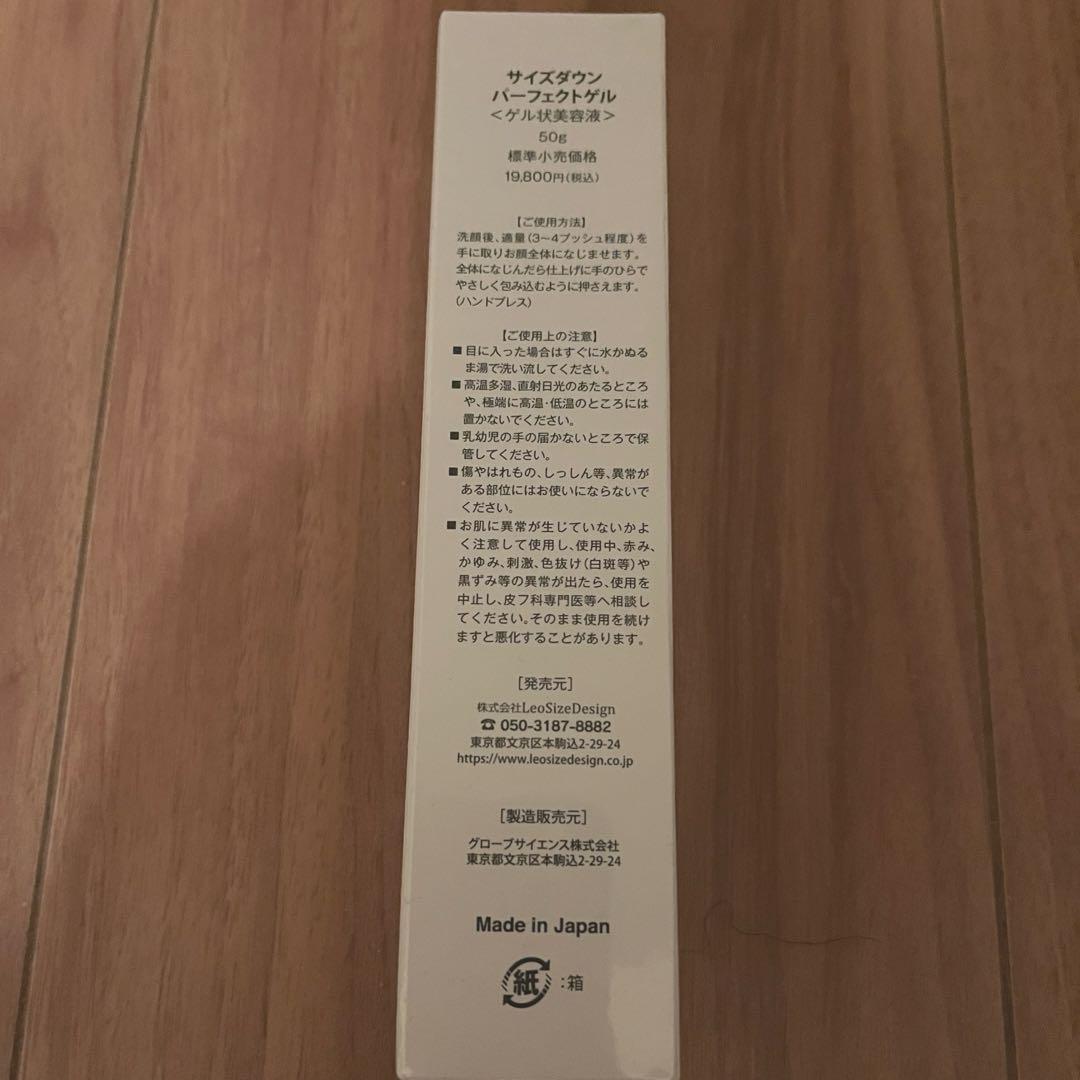 サイズダウン
パーフェクトゲル
＜ゲル状美容液＞
50g
標準小売価格
19,800円(税込)
【ご使用方法】
洗顔後、適量(3〜4プッシュ程度)を
手に取りお顔全体になじませます。
全体になじんだら仕上げに手のひらで
やさしく包み込むように押さえます。
(ハンドプレス)
【ご使用上の注意】
■目に入った場合はすぐに水かぬる
ま湯で洗い流してください。
■高温多湿、直射日光のあたるところ
や、極端に高温・低温のところには
置かないでください。
■乳幼児の手の届かないところで保
管してください。
■傷やはれもの、しっしん等、異常が
ある部位にはお使いにならないで
ください。
■お肌に異常が生じていないかよ
く注意して使用し、使用中、赤み、
かゆみ、刺激、色抜け(白斑等)や
黒ずみ等の異常が出たら、使用を
中止し、皮フ科専門医等へ相談し
てください。そのまま使用を続け
ますと悪化することがあります。
［発売元］
株式会社LeoSizeDesign
☎ 050-3187-8882
東京都文京区本駒込2-29-24
https://www.leosizedesign.co.jp
［製造販売元］
グローブサイエンス株式会社
東京都文京区本駒込2-29-24
Made in Japan
紙：箱